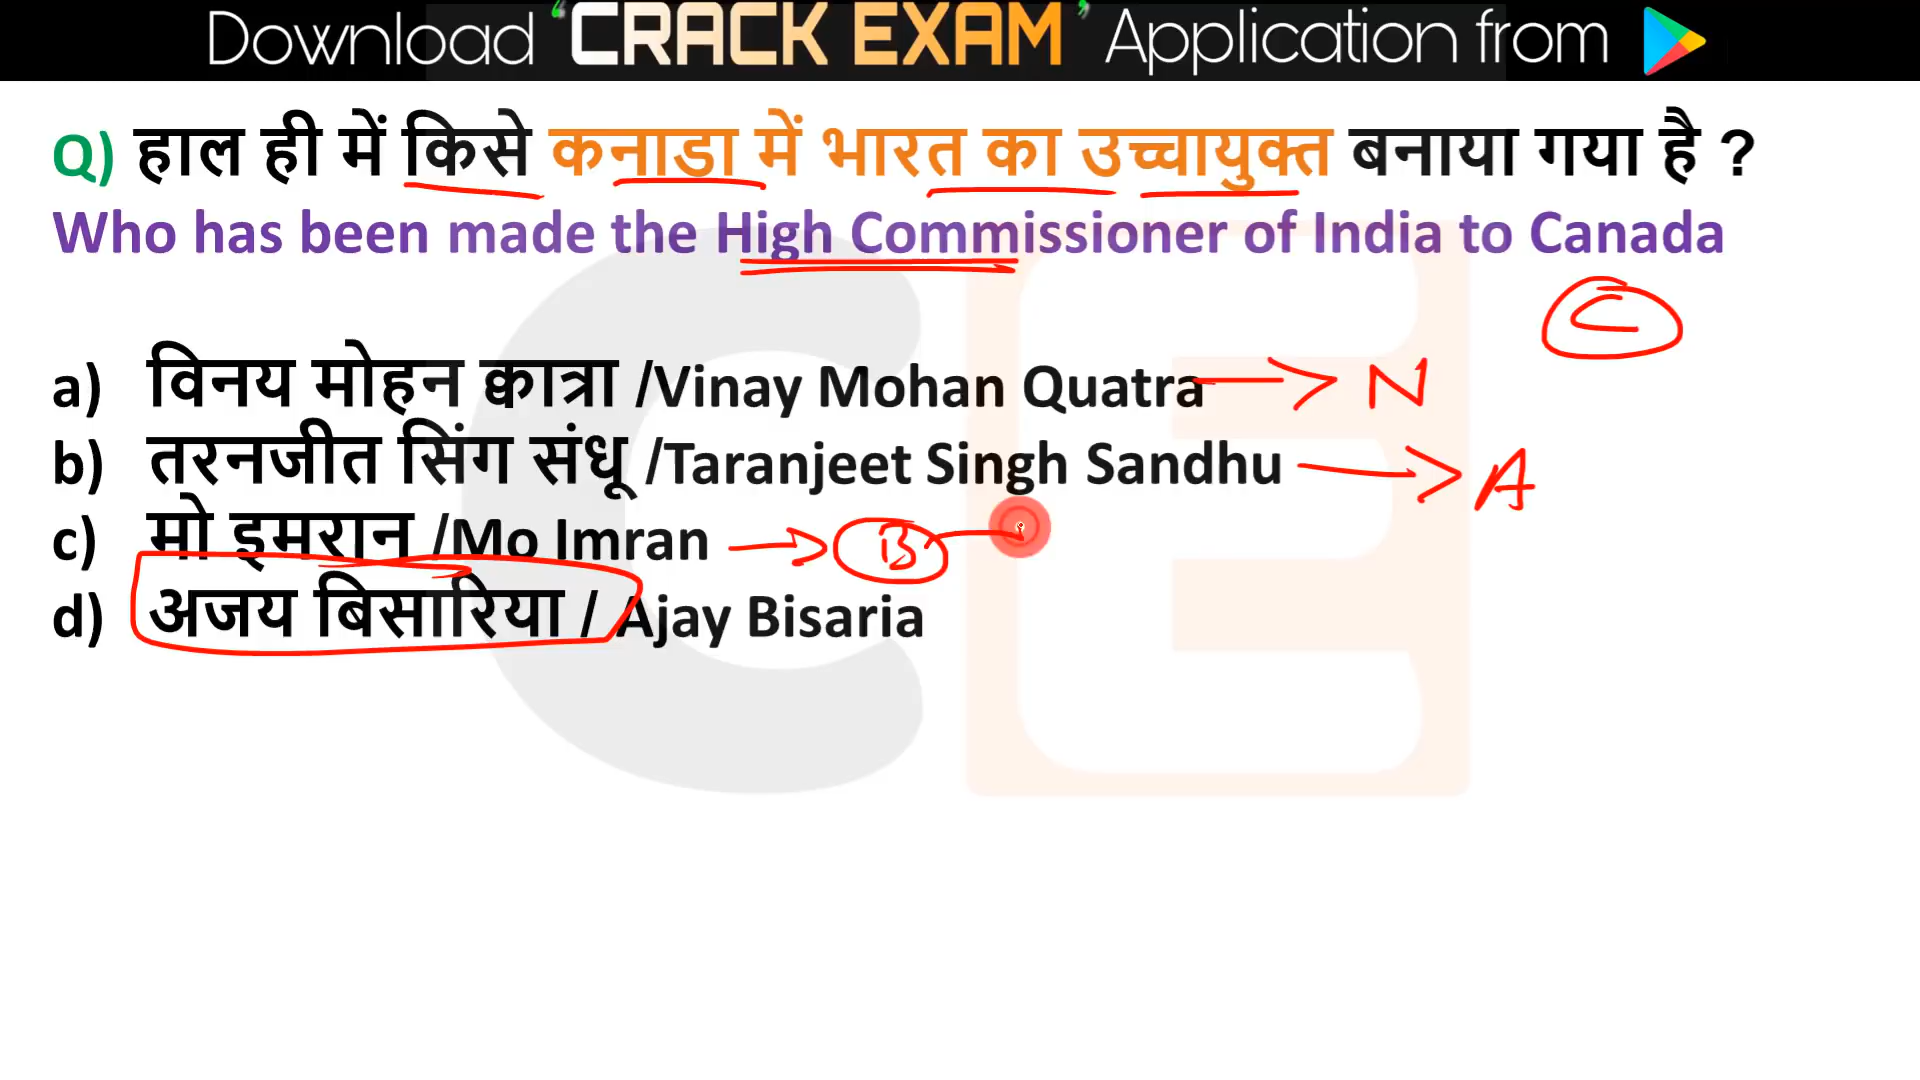 Download ‘CRACK EXAM’ Application from
Q) हाल ही में किसे कनाडा में भारत का उच्चायुक्त बनाया गया है ?
Who has been made the High Commissioner of India to Canada
C
a) विनय मोहन क्वात्रा /Vinay Mohan Quatra N
b) तरनजीत सिंग संधू /Taranjeet Singh Sandhu A
c) मो इमरान /Mo Imran B
d) अजय बिसारिया / Ajay Bisaria
CE